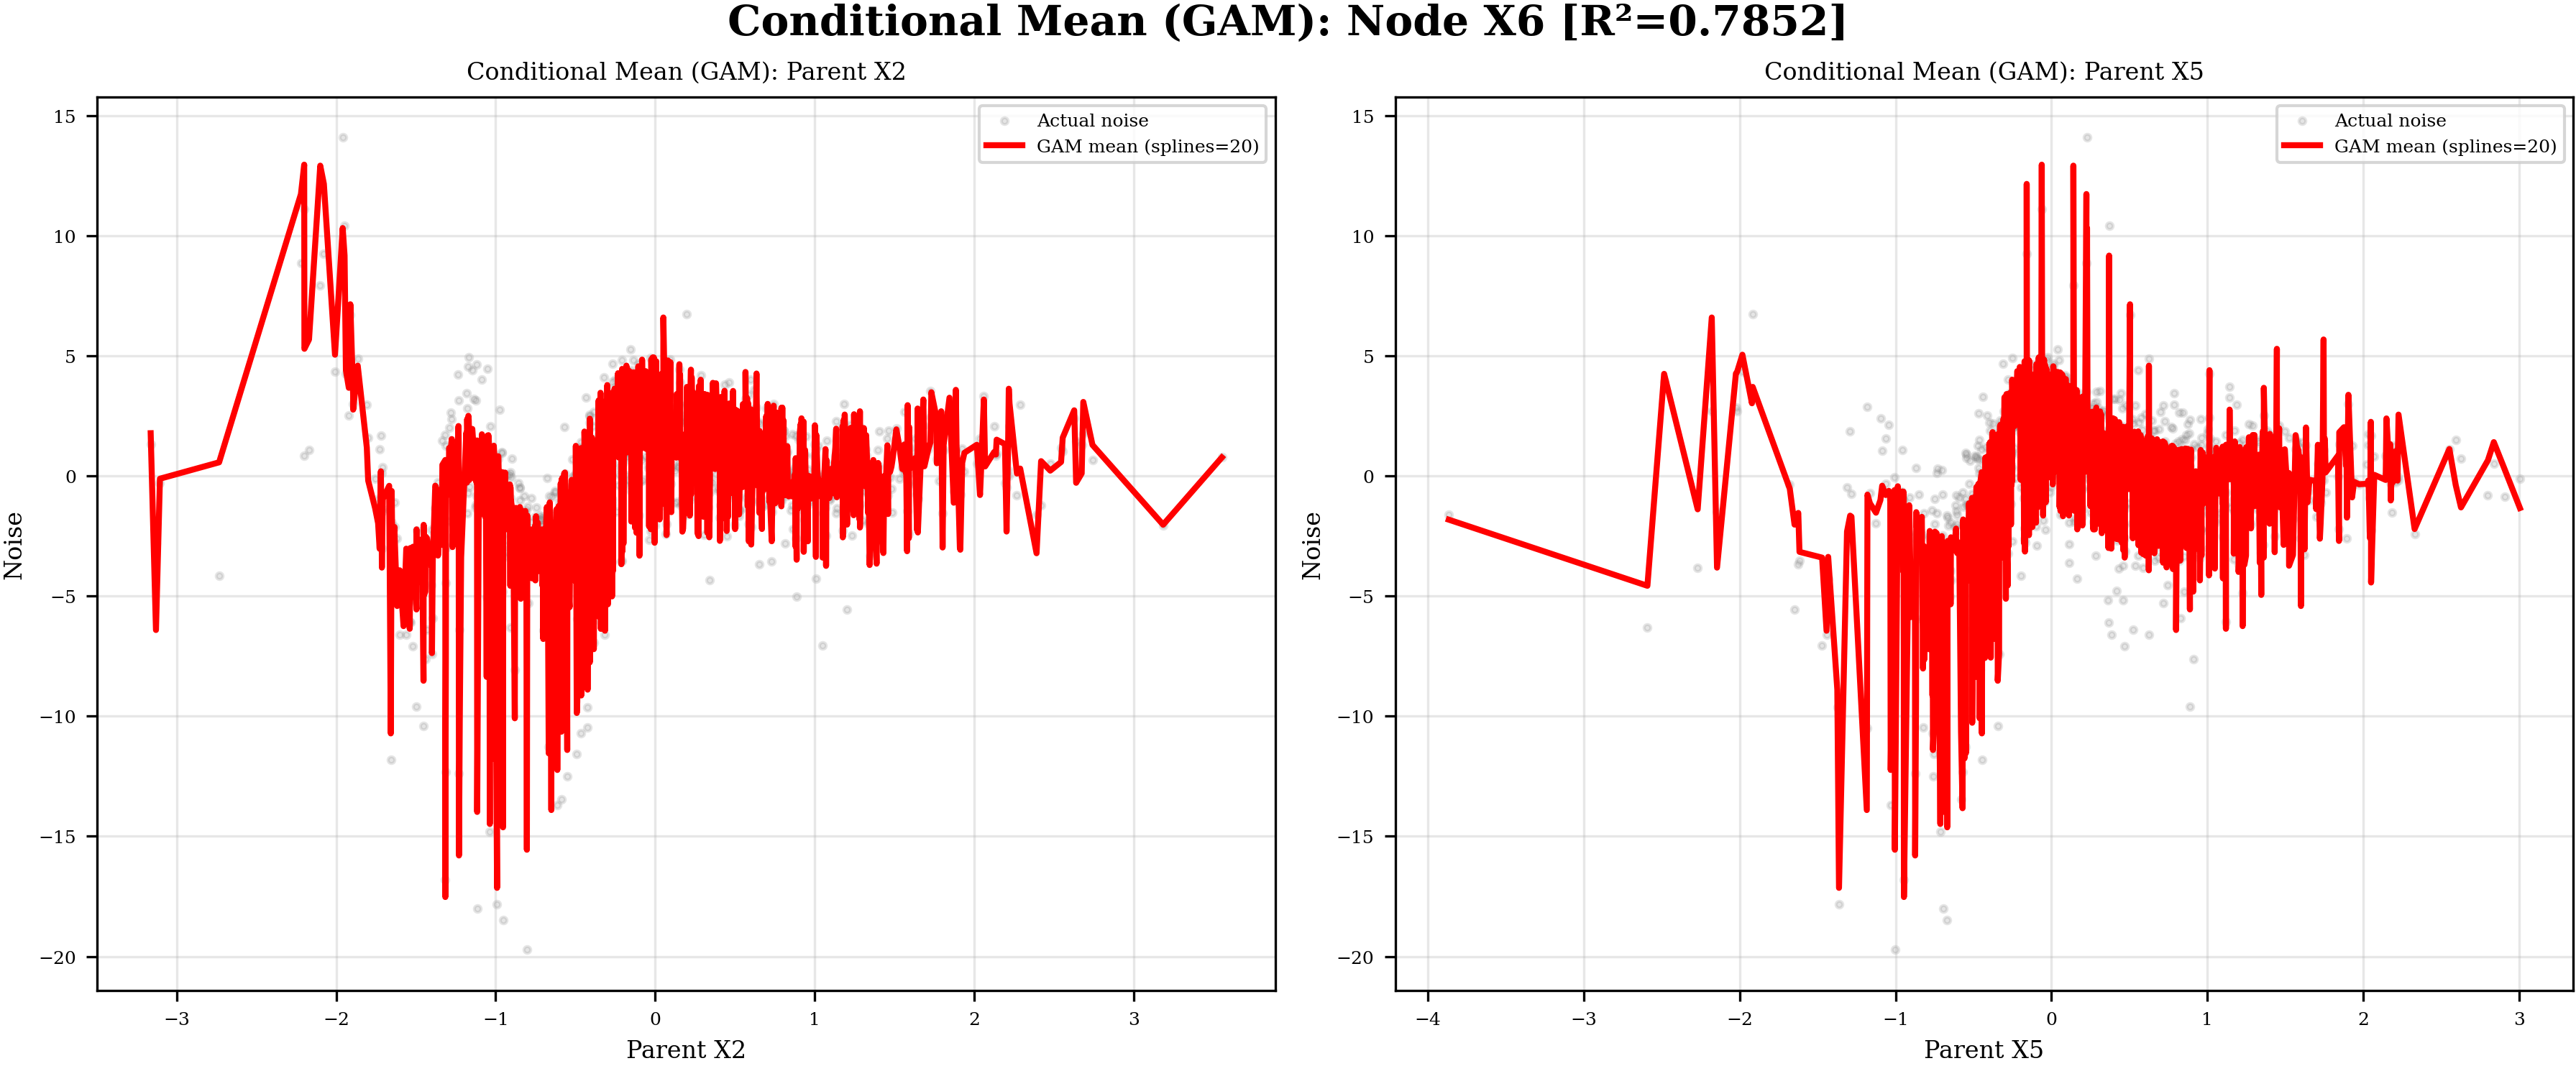 Conditional Mean (GAM): Node X6 [R²=0.7852]
Conditional Mean (GAM): Parent X2
Noise
15
10
5
0
−5
−10
−15
−20
Actual noise
GAM mean (splines=20)
−3
−2
−1
0
1
2
3
Parent X2
Conditional Mean (GAM): Parent X5
Noise
15
10
5
0
−5
−10
−15
−20
Actual noise
GAM mean (splines=20)
−4
−3
−2
−1
0
1
2
3
Parent X5